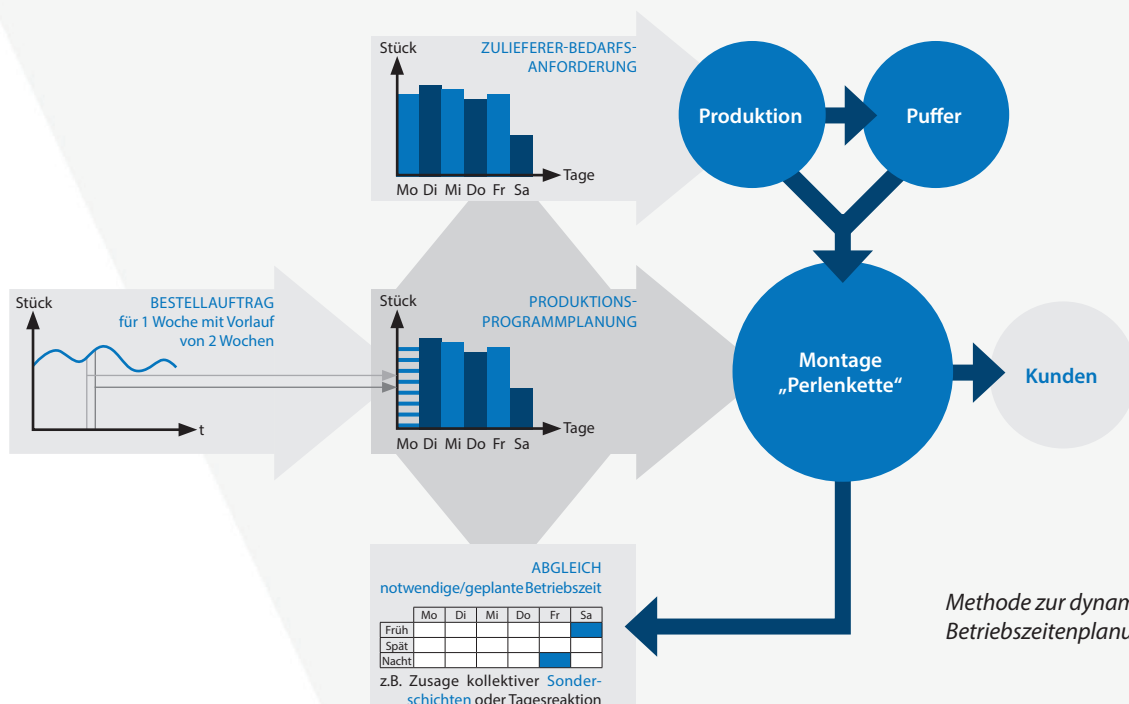 Stück
ZULIEFERER-BEDARFS-
ANFORDERUNG
Tage
Mo Di Mi Do Fr Sa
Produktion
Puffer
Stück
BESTELLAUFTRAG
für 1 Woche mit Vorlauf
von 2 Wochen
t
Stück
PRODUKTIONS-
PROGRAMMPLANUNG
Tage
Mo Di Mi Do Fr Sa
Montage
„Perlenkette“
Kunden
ABGLEICH
notwendige/geplante Betriebszeit
Mo Di Mi Do Fr Sa
Früh
Spät
Nacht
z.B. Zusage kollektiver Sonder-
schichten oder Tagesreaktion
Methode zur dynam
Betriebszeitenplanu